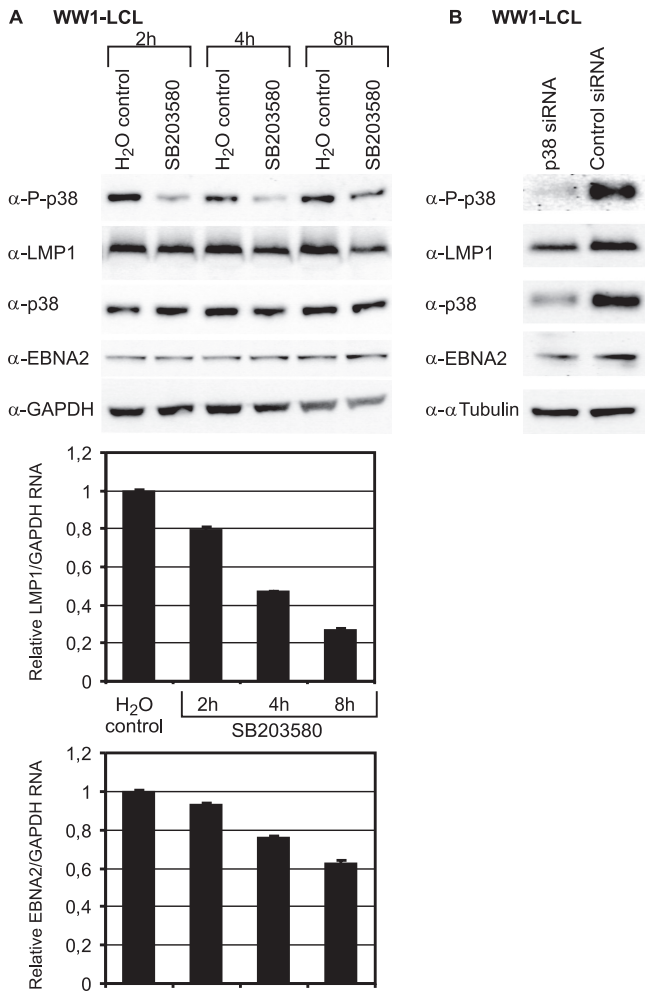 A WW1-LCL
2h 4h 8h
H2O control SB203580 H2O control SB203580 H2O control SB203580
α-P-p38
α-LMP1
α-p38
α-EBNA2
α-GAPDH
B WW1-LCL
p38 siRNA Control siRNA
α-P-p38
α-LMP1
α-p38
α-EBNA2
α-α Tubulin
Relative LMP1/GAPDH RNA
1,2
1
0,8
0,6
0,4
0,2
0
H2O control 2h 4h 8h
SB203580
Relative EBNA2/GAPDH RNA
1,2
1
0,8
0,6
0,4
0,2
0